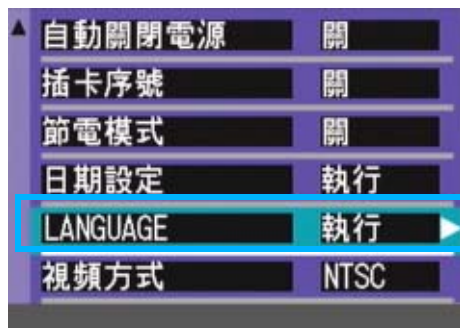 自動關閉電源 關
插卡序號 關
節電模式 關
日期設定 執行
LANGUAGE 執行
視頻方式 NTSC